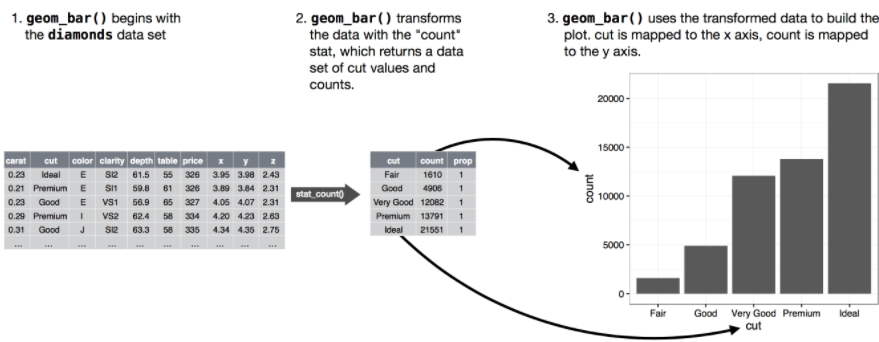 1. geom_bar() begins with
the diamonds data set
2. geom_bar() transforms
the data with the "count"
stat, which returns a data
set of cut values and
counts.
3. geom_bar() uses the transformed data to build the
plot. cut is mapped to the x axis, count is mapped
to the y axis.
carat cut color clarity depth table price x y z
0.23 Ideal E SI2 61.5 55 326 3.95 3.98 2.43
0.21 Premium E SI1 59.8 61 326 3.89 3.84 2.31
0.23 Good E VS1 56.9 65 327 4.05 4.07 2.31
0.29 Premium I VS2 62.4 58 334 4.20 4.23 2.63
0.31 Good J SI2 63.3 58 335 4.34 4.35 2.75
... ... ... ... ... ... ... ... ... ...
stat_count()
cut count prop
Fair 1610 1
Good 4906 1
Very Good 12082 1
Premium 13791 1
Ideal 21551 1
... ... ...
count
20000
15000
10000
5000
0
Fair Good Very Good Premium Ideal
cut